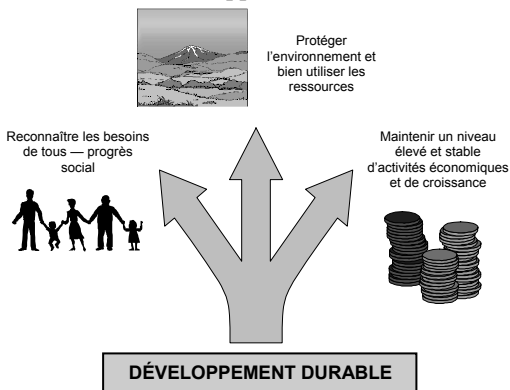 Protéger
l'environnement et
bien utiliser les
ressources
Reconnaître les besoins
de tous — progrès
social
Maintenir un niveau
élevé et stable
d'activités économiques
et de croissance
DÉVELOPPEMENT DURABLE